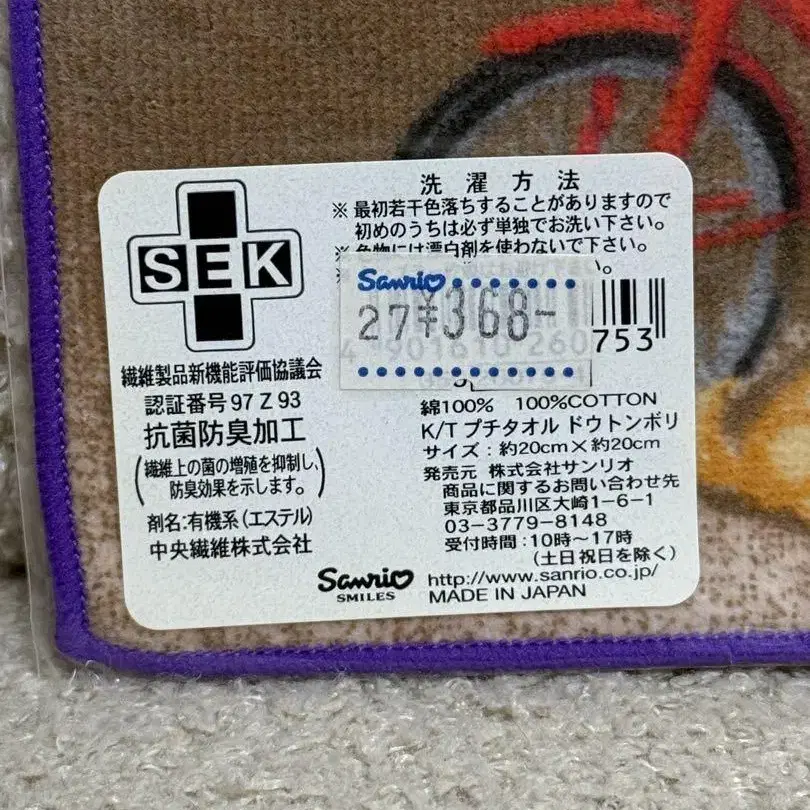 SEK
繊維製品新機能評価協議会
認証番号97Z93
抗菌防臭加工
(繊維上の菌の増殖を抑制し、
防臭効果を示します。)
剤名:有機系(エステル)
中央繊維株式会社
洗濯方法
※ 最初若干色落ちすることがありますので
初めのうちは必ず単独でお洗い下さい。
※ 色物には漂白剤を使わないで下さい。
Sanrio
27¥368-
4 901610 260753
綿100% 100%COTTON
K/T プチタオル ドウトンボリ
サイズ:約20cm×約20cm
発売元 株式会社サンリオ
商品に関するお問い合わせ先
東京都品川区大崎1-6-1
03-3779-8148
受付時間:10時〜17時
(土日祝日を除く)
Sanrio
SMILES
http://www.sanrio.co.jp/
MADE IN JAPAN